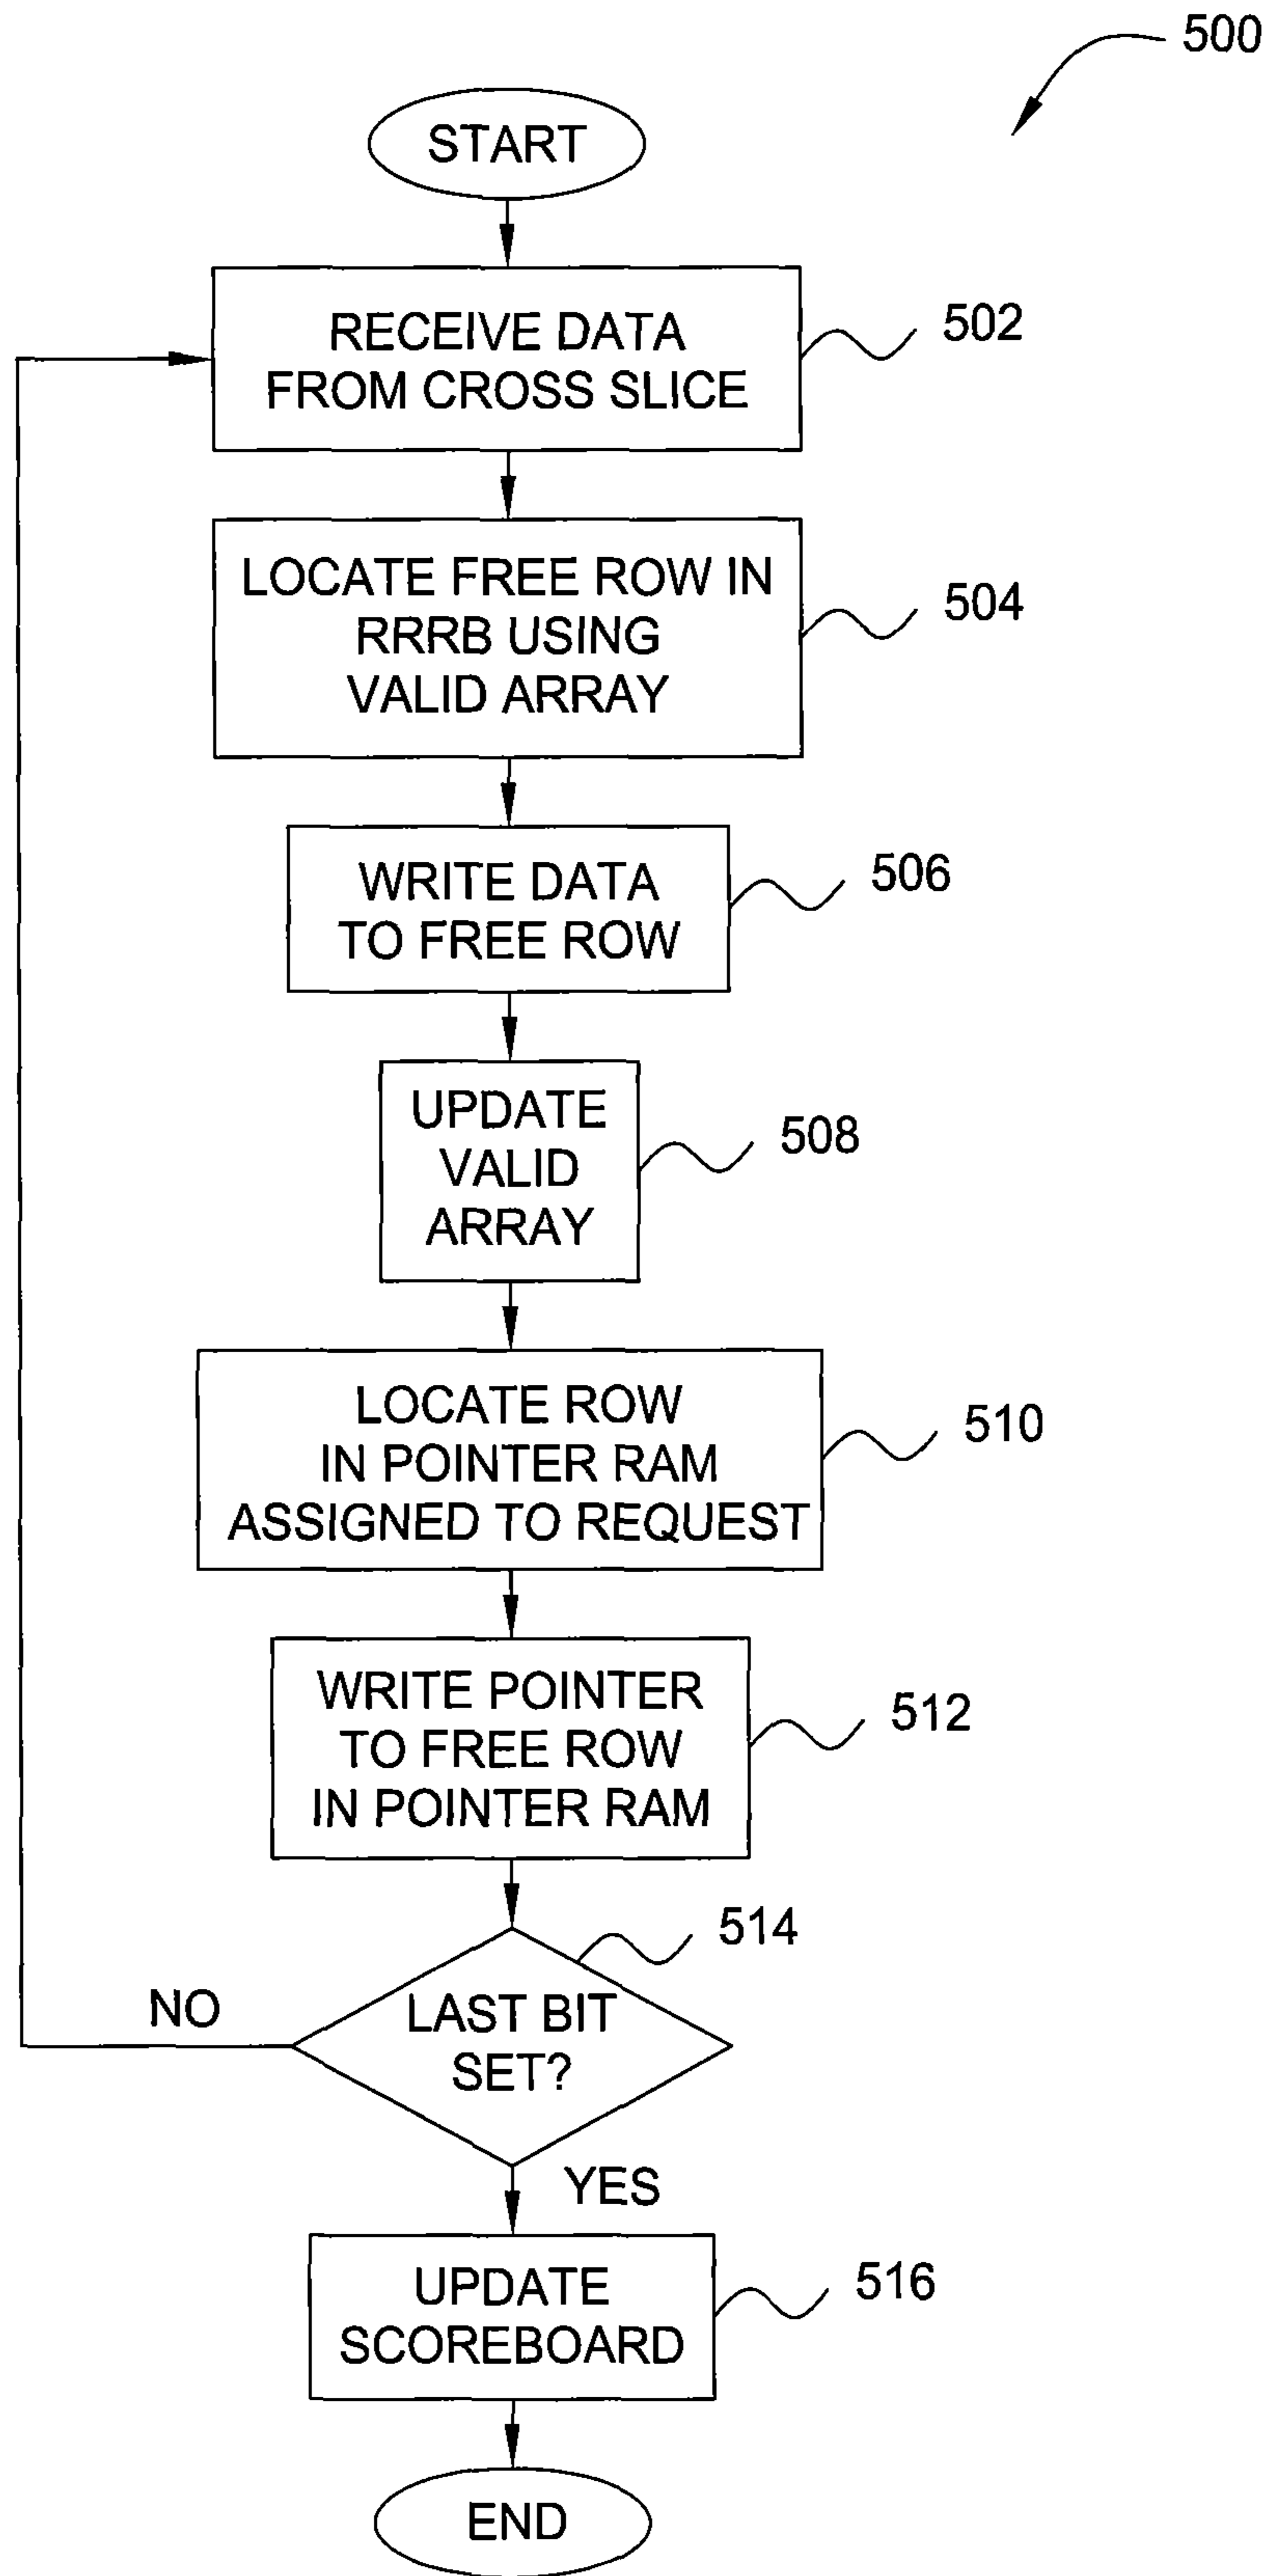 500
START
RECEIVE DATA
FROM CROSS SLICE
502
LOCATE FREE ROW IN
RRRB USING
VALID ARRAY
504
WRITE DATA
TO FREE ROW
506
UPDATE
VALID
ARRAY
508
LOCATE ROW
IN POINTER RAM
ASSIGNED TO REQUEST
510
WRITE POINTER
TO FREE ROW
IN POINTER RAM
512
514
LAST BIT
SET?
NO
YES
UPDATE
SCOREBOARD
516
END